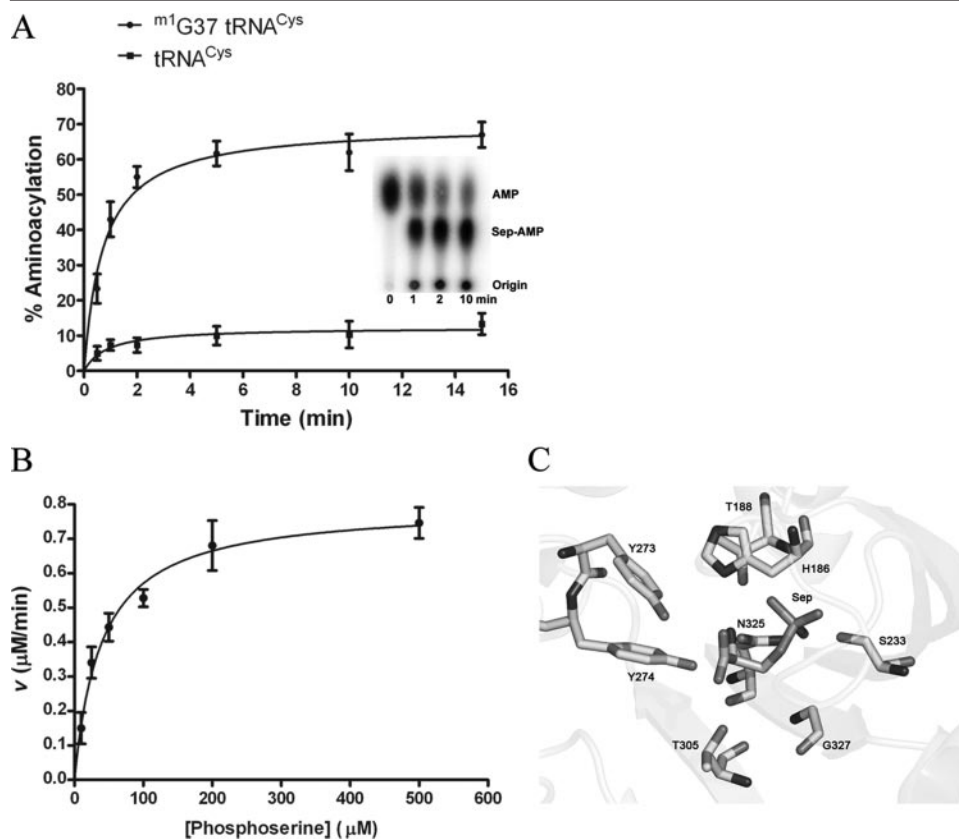 A
m1G37 tRNACys
tRNACys
% Aminoacylation
80
70
60
50
40
30
20
10
0
0 2 4 6 8 10 12 14 16
Time (min)
AMP
Sep-AMP
Origin
0 1 2 10 min
B
v (μM/min)
0.8
0.7
0.6
0.5
0.4
0.3
0.2
0.1
0.0
0 100 200 300 400 500 600
[Phosphoserine] (μM)
C
T188
Y273
H186
Sep
N325
S233
Y274
T305
G327